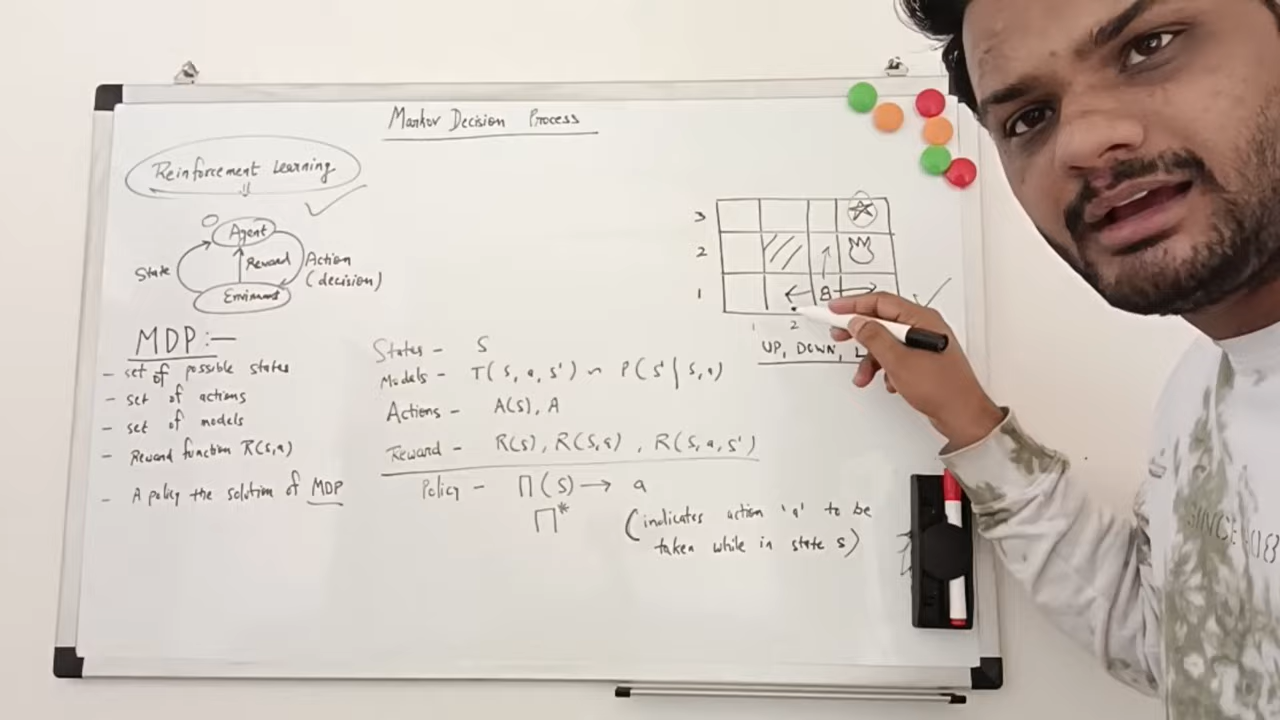 Markov Decision Process
Reinforcement Learning
Agent
State
Reward
Action
(decision)
Enviment
3
2
1
1
2
UP, DOWN, L
MDP:-
- set of possible states
- set of actions
- set of models
- Reward function R(s,a)
- A policy the solution of MDP
States - S
Models - T(s, a, s') ~ P(s' | s, a)
Actions - A(s), A
Reward - R(s), R(s,a) , R(s, a, s')
Policy - Π(s) → a
Π*
(indicates action 'a' to be
taken while in state s)